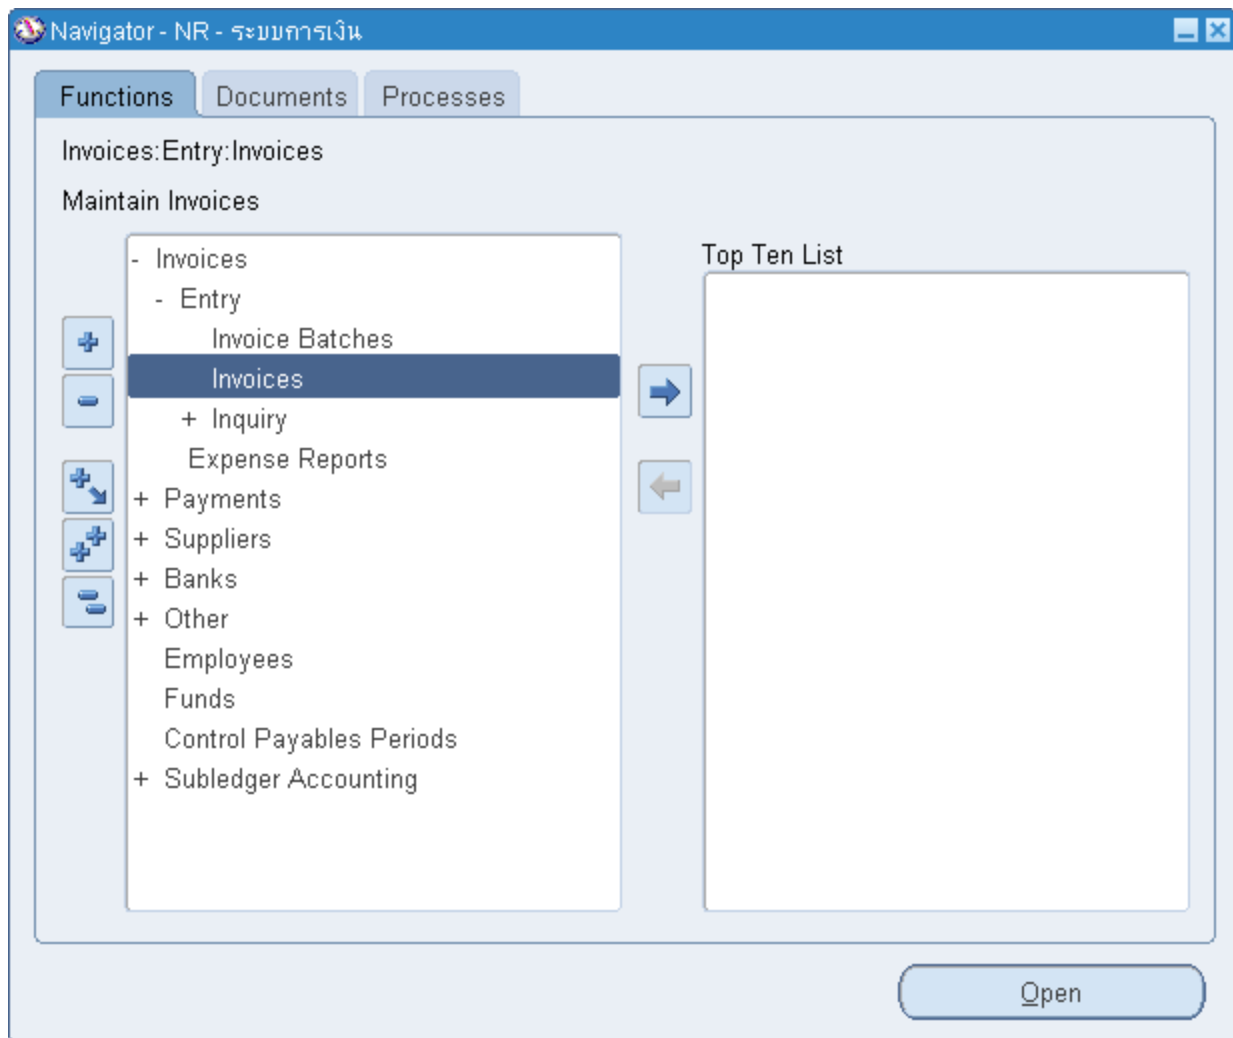 Navigator - NR - ระบบการเงิน
Functions Documents Processes
Invoices:Entry:Invoices
Maintain Invoices
- Invoices
- Entry
Invoice Batches
Invoices
+ Inquiry
Expense Reports
+ Payments
+ Suppliers
+ Banks
+ Other
Employees
Funds
Control Payables Periods
+ Subledger Accounting
Top Ten List
Open